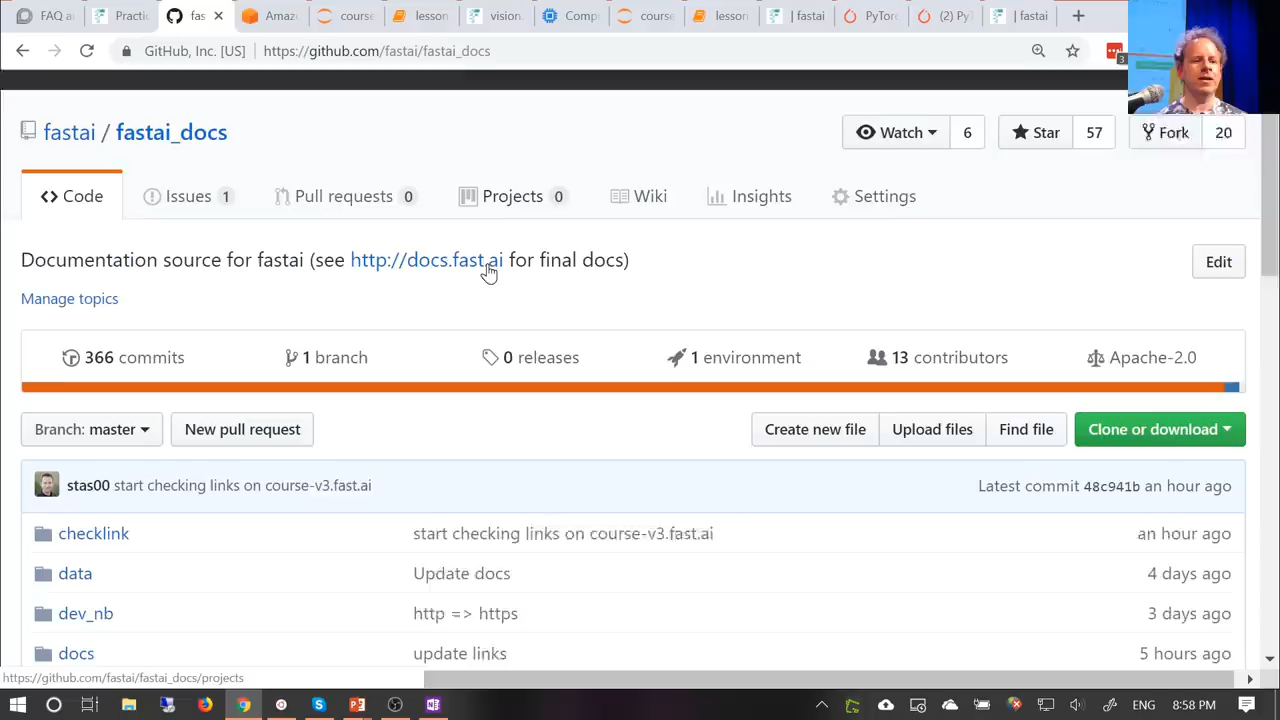 FAQ a
Practic
fas
Amaz
course
lesson
vision.
Comp
course
lesson
| fastai
PyTorc
(2) Py
| fastai
GitHub, Inc. [US] https://github.com/fastai/fastai_docs
3
fastai / fastai_docs
Watch 6
Star 57
Fork 20
Code
Issues 1
Pull requests 0
Projects 0
Wiki
Insights
Settings
Documentation source for fastai (see http://docs.fast.ai for final docs)
Edit
Manage topics
366 commits
1 branch
0 releases
1 environment
13 contributors
Apache-2.0
Branch: master
New pull request
Create new file
Upload files
Find file
Clone or download
stas00 start checking links on course-v3.fast.ai
Latest commit 48c941b an hour ago
checklink start checking links on course-v3.fast.ai an hour ago
data Update docs 4 days ago
dev_nb http => https 3 days ago
docs update links 5 hours ago
https://github.com/fastai/fastai_docs/projects
ENG 8:58 PM